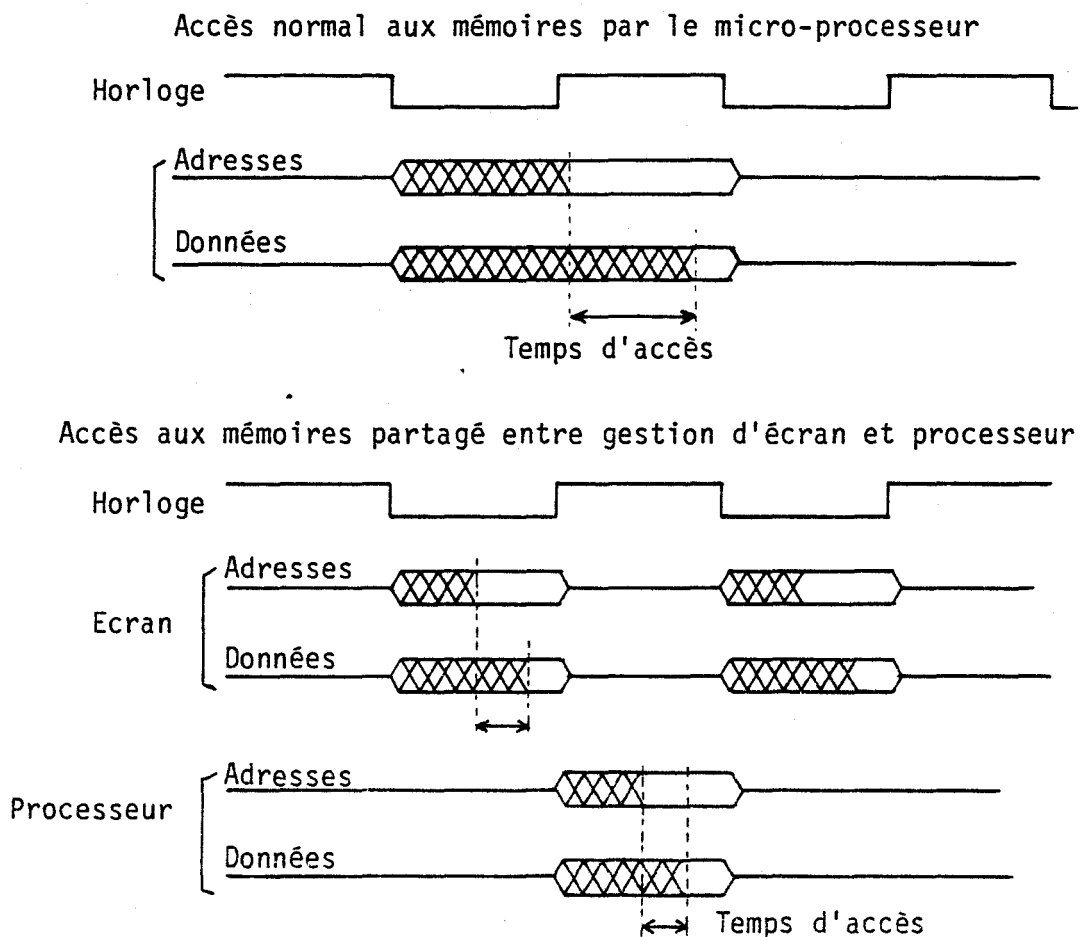 Accès normal aux mémoires par le micro-processeur
Horloge
Adresses
Données
Temps d'accès
Accès aux mémoires partagé entre gestion d'écran et processeur
Horloge
Adresses
Ecran
Données
Adresses
Processeur
Données
Temps d'accès